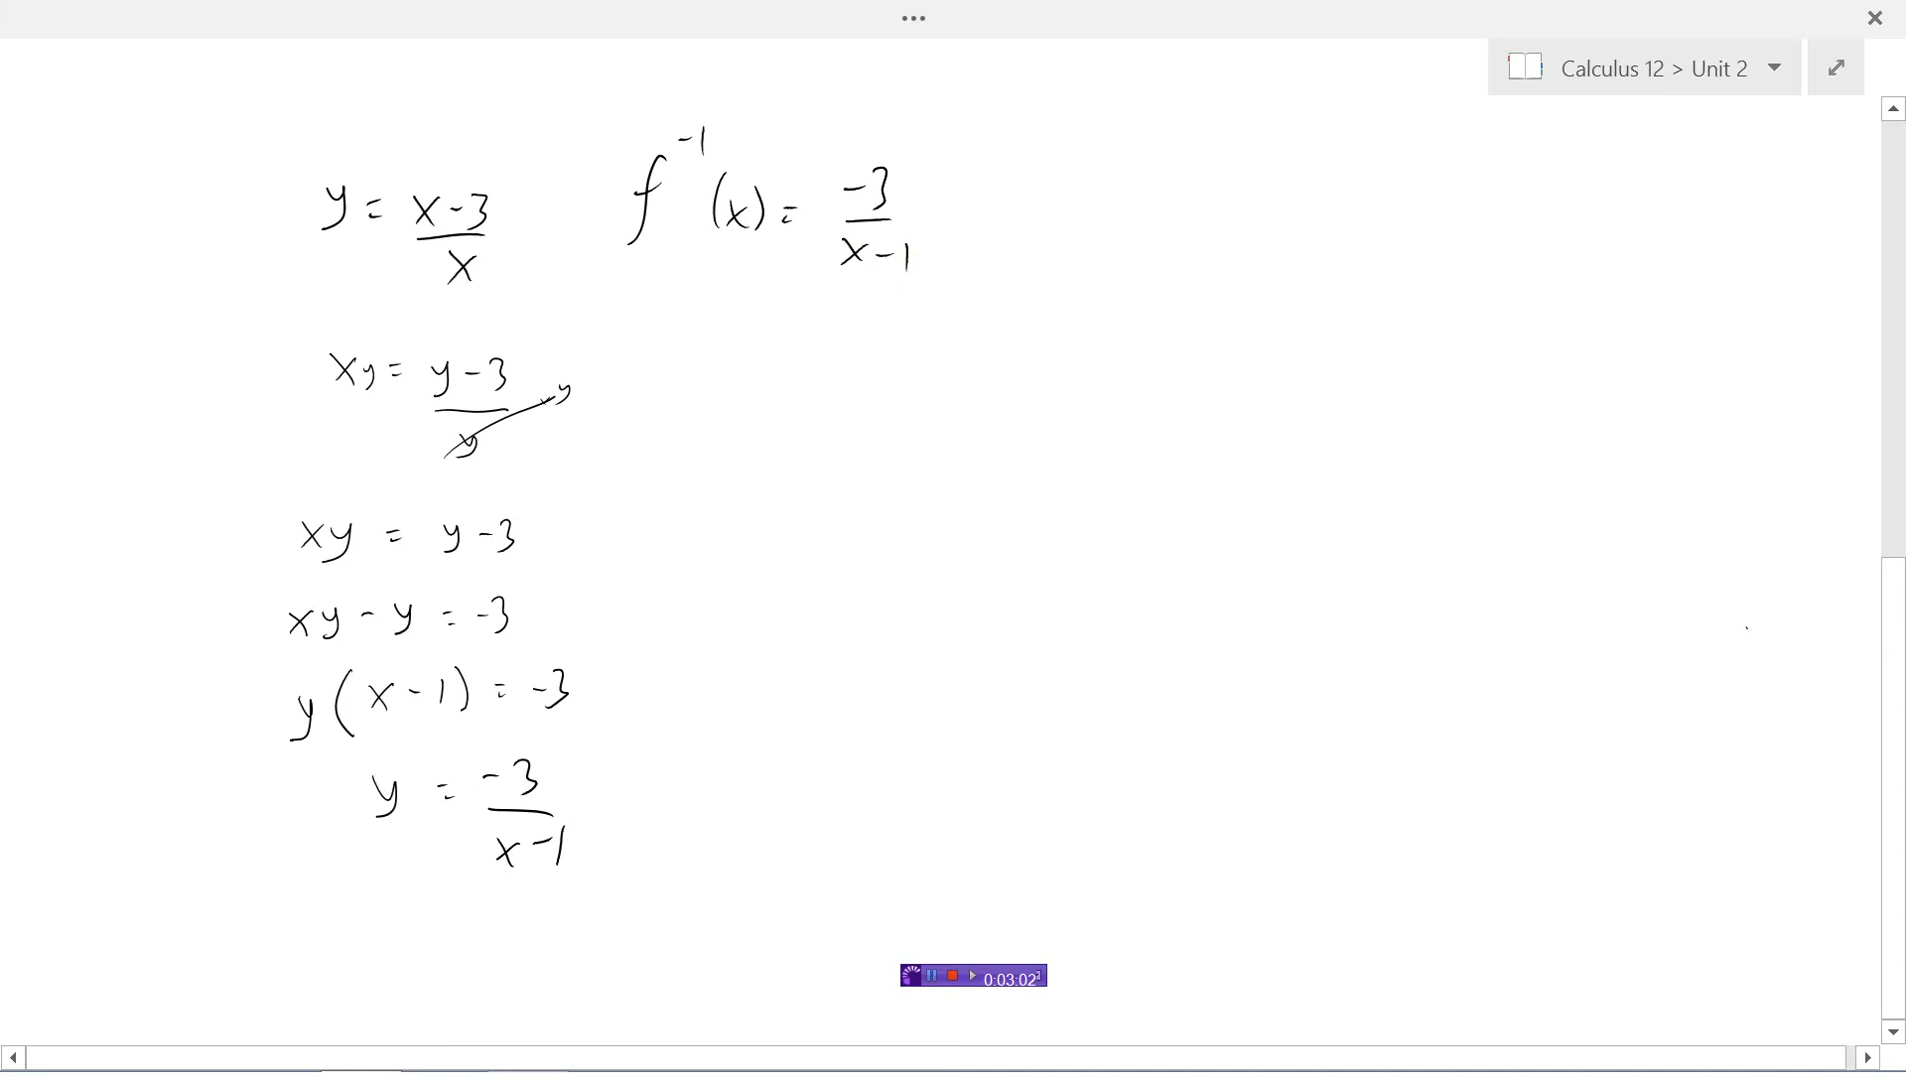 Calculus 12 > Unit 2
y = x-3/x
f^-1 (x) = -3/x-1
xy = y-3/y ·y
xy = y-3
xy - y = -3
y(x-1) = -3
y = -3/x-1
0:03:02